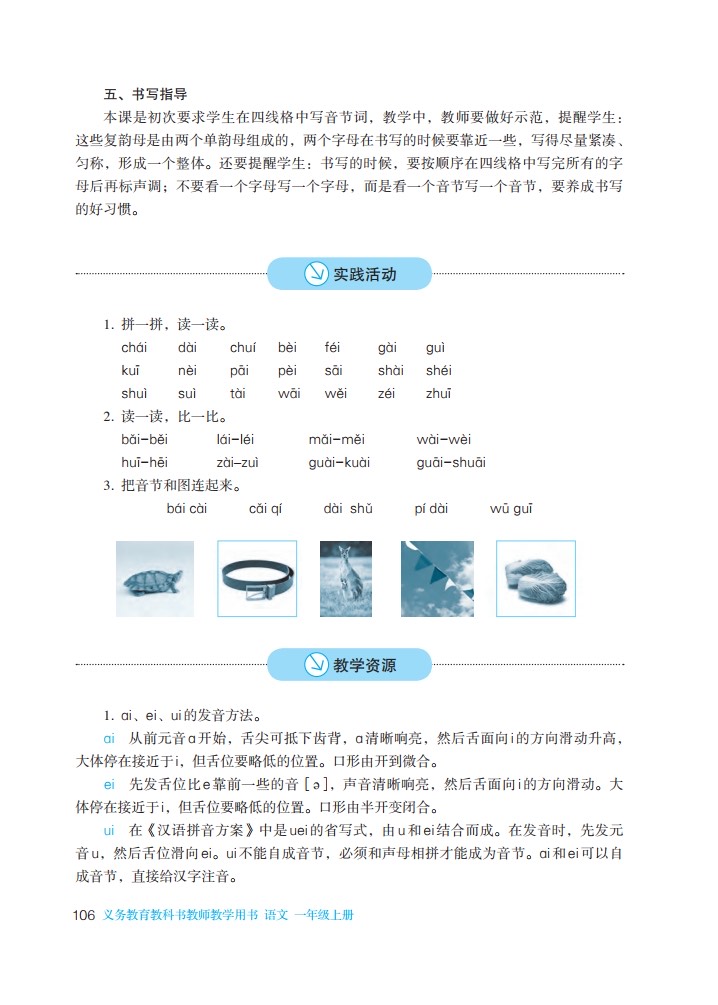 五、书写指导
本课是初次要求学生在四线格中写音节词，教学中，教师要做好示范，提醒学生：
这些复韵母是由两个单韵母组成的，两个字母在书写的时候要靠近一些，写得尽量紧凑、
匀称，形成一个整体。还要提醒学生：书写的时候，要按顺序在四线格中写完所有的字
母后再标声调；不要看一个字母写一个字母，而是看一个音节写一个音节，要养成书写
的好习惯。
实践活动
1. 拼一拼，读一读。
chái dài chuí bèi féi gài guì
kuī nèi pāi pèi sāi shài shéi
shuì suì tài wāi wěi zéi zhuī
2. 读一读，比一比。
bǎi–běi lái–léi mǎi–měi wài–wèi
huī–hēi zài–zuì guài–kuài guāi–shuāi
3. 把音节和图连起来。
bái cài cǎi qí dài shǔ pí dài wū guī
教学资源
1. ɑi、ei、ui的发音方法。
ɑi 从前元音ɑ开始，舌尖可抵下齿背，ɑ清晰响亮，然后舌面向i的方向滑动升高，
大体停在接近于i，但舌位要略低的位置。口形由开到微合。
ei 先发舌位比e靠前一些的音［ə］，声音清晰响亮，然后舌面向i的方向滑动。大
体停在接近于i，但舌位要略低的位置。口形由半开变闭合。
ui 在《汉语拼音方案》中是uei的省写式，由u和ei结合而成。在发音时，先发元
音u，然后舌位滑向ei。ui不能自成音节，必须和声母相拼才能成为音节。ɑi和ei可以自
成音节，直接给汉字注音。
106 义务教育教科书教师教学用书 语文 一年级上册